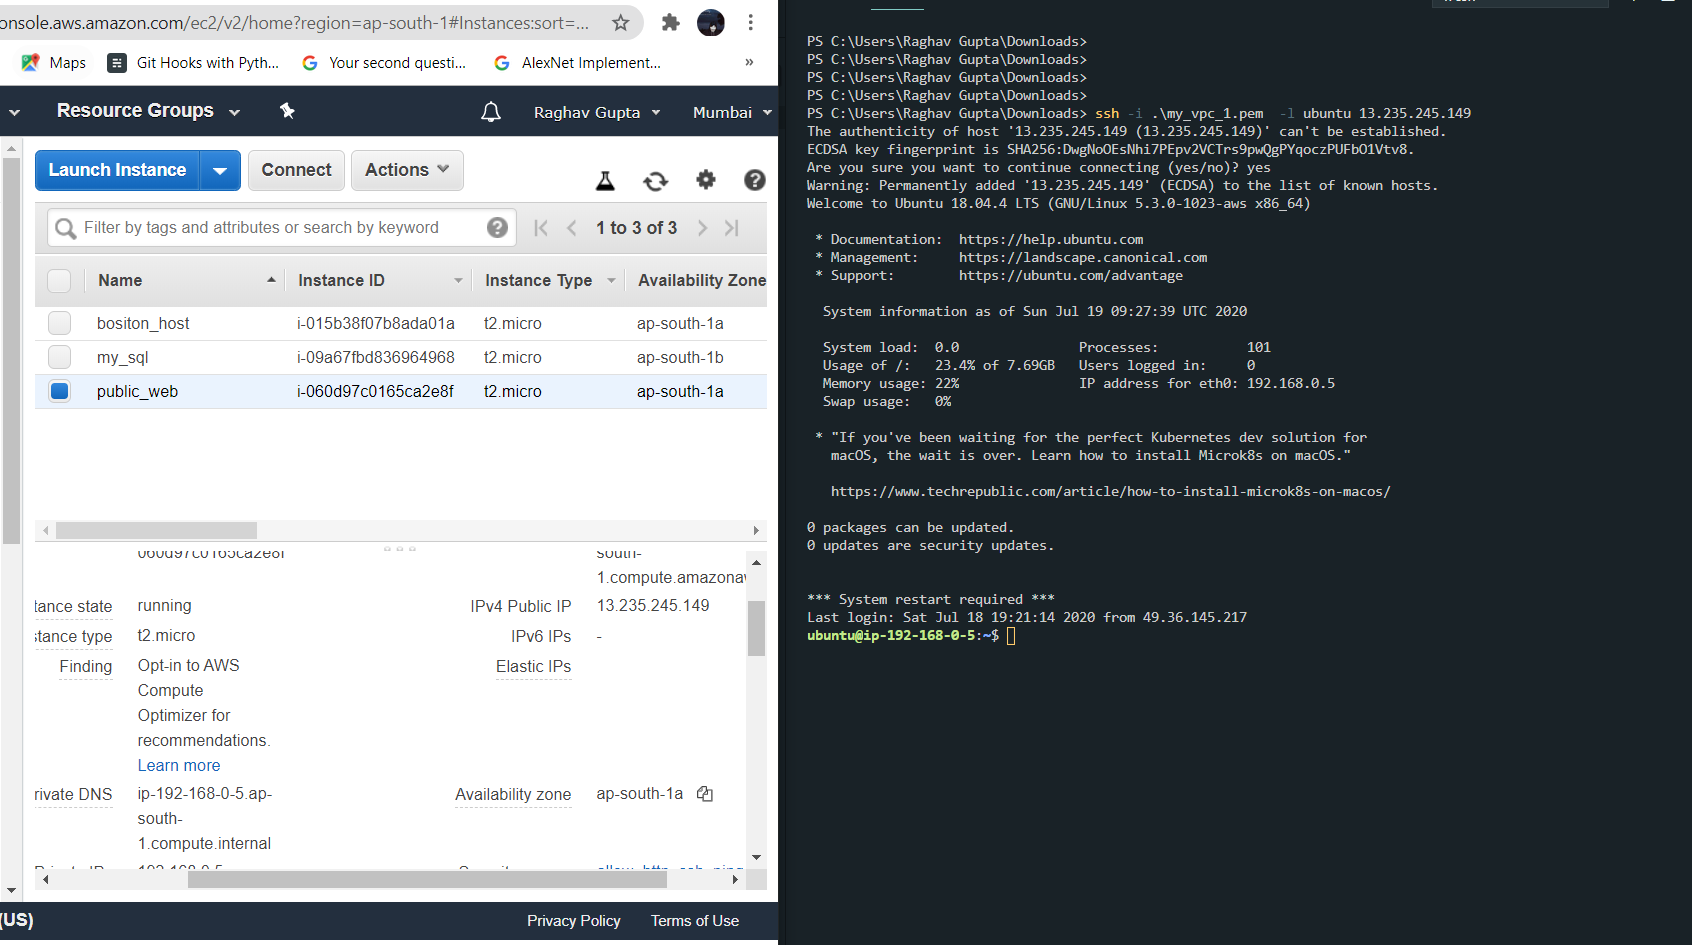 onsole.aws.amazon.com/ec2/v2/home?region=ap-south-1#Instances:sort=...
Maps Git Hooks with Pyth... Your second questi... AlexNet Implement... »
Resource Groups Raghav Gupta Mumbai
Launch Instance Connect Actions
Filter by tags and attributes or search by keyword 1 to 3 of 3
Name Instance ID Instance Type Availability Zone
bositon_host i-015b38f07b8ada01a t2.micro ap-south-1a
my_sql i-09a67fbd836964968 t2.micro ap-south-1b
public_web i-060d97c0165ca2e8f t2.micro ap-south-1a
060d97c0165ca2e8f south-
1.compute.amazonav
tance state running IPv4 Public IP 13.235.245.149
stance type t2.micro IPv6 IPs -
Finding Opt-in to AWS Elastic IPs
Compute
Optimizer for
recommendations.
Learn more
rivate DNS ip-192-168-0-5.ap- Availability zone ap-south-1a
south-
1.compute.internal
(US) Privacy Policy Terms of Use
PS C:\Users\Raghav Gupta\Downloads>
PS C:\Users\Raghav Gupta\Downloads>
PS C:\Users\Raghav Gupta\Downloads>
PS C:\Users\Raghav Gupta\Downloads>
PS C:\Users\Raghav Gupta\Downloads> ssh -i .\my_vpc_1.pem -l ubuntu 13.235.245.149
The authenticity of host '13.235.245.149 (13.235.245.149)' can't be established.
ECDSA key fingerprint is SHA256:DwgNoOEsNhi7PEpv2VCTrs9pwQgPYqoczPUFbO1Vtv8.
Are you sure you want to continue connecting (yes/no)? yes
Warning: Permanently added '13.235.245.149' (ECDSA) to the list of known hosts.
Welcome to Ubuntu 18.04.4 LTS (GNU/Linux 5.3.0-1023-aws x86_64)
* Documentation: https://help.ubuntu.com
* Management: https://landscape.canonical.com
* Support: https://ubuntu.com/advantage
System information as of Sun Jul 19 09:27:39 UTC 2020
System load: 0.0 Processes: 101
Usage of /: 23.4% of 7.69GB Users logged in: 0
Memory usage: 22% IP address for eth0: 192.168.0.5
Swap usage: 0%
* "If you've been waiting for the perfect Kubernetes dev solution for
macOS, the wait is over. Learn how to install Microk8s on macOS."
https://www.techrepublic.com/article/how-to-install-microk8s-on-macos/
0 packages can be updated.
0 updates are security updates.
*** System restart required ***
Last login: Sat Jul 18 19:21:14 2020 from 49.36.145.217
ubuntu@ip-192-168-0-5:~$